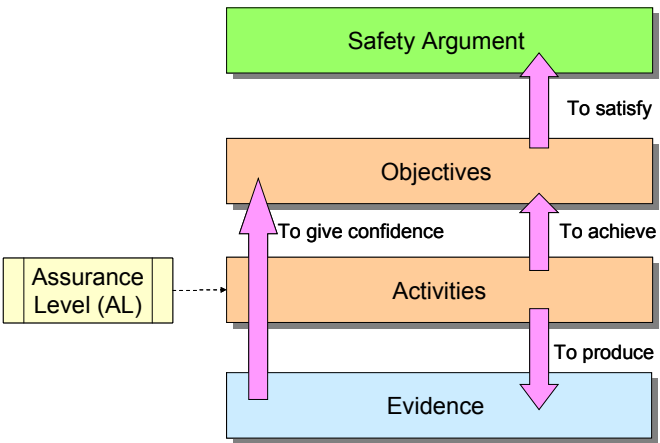 Safety Argument
To satisfy
Objectives
To give confidence
To achieve
Assurance
Level (AL)
Activities
To produce
Evidence